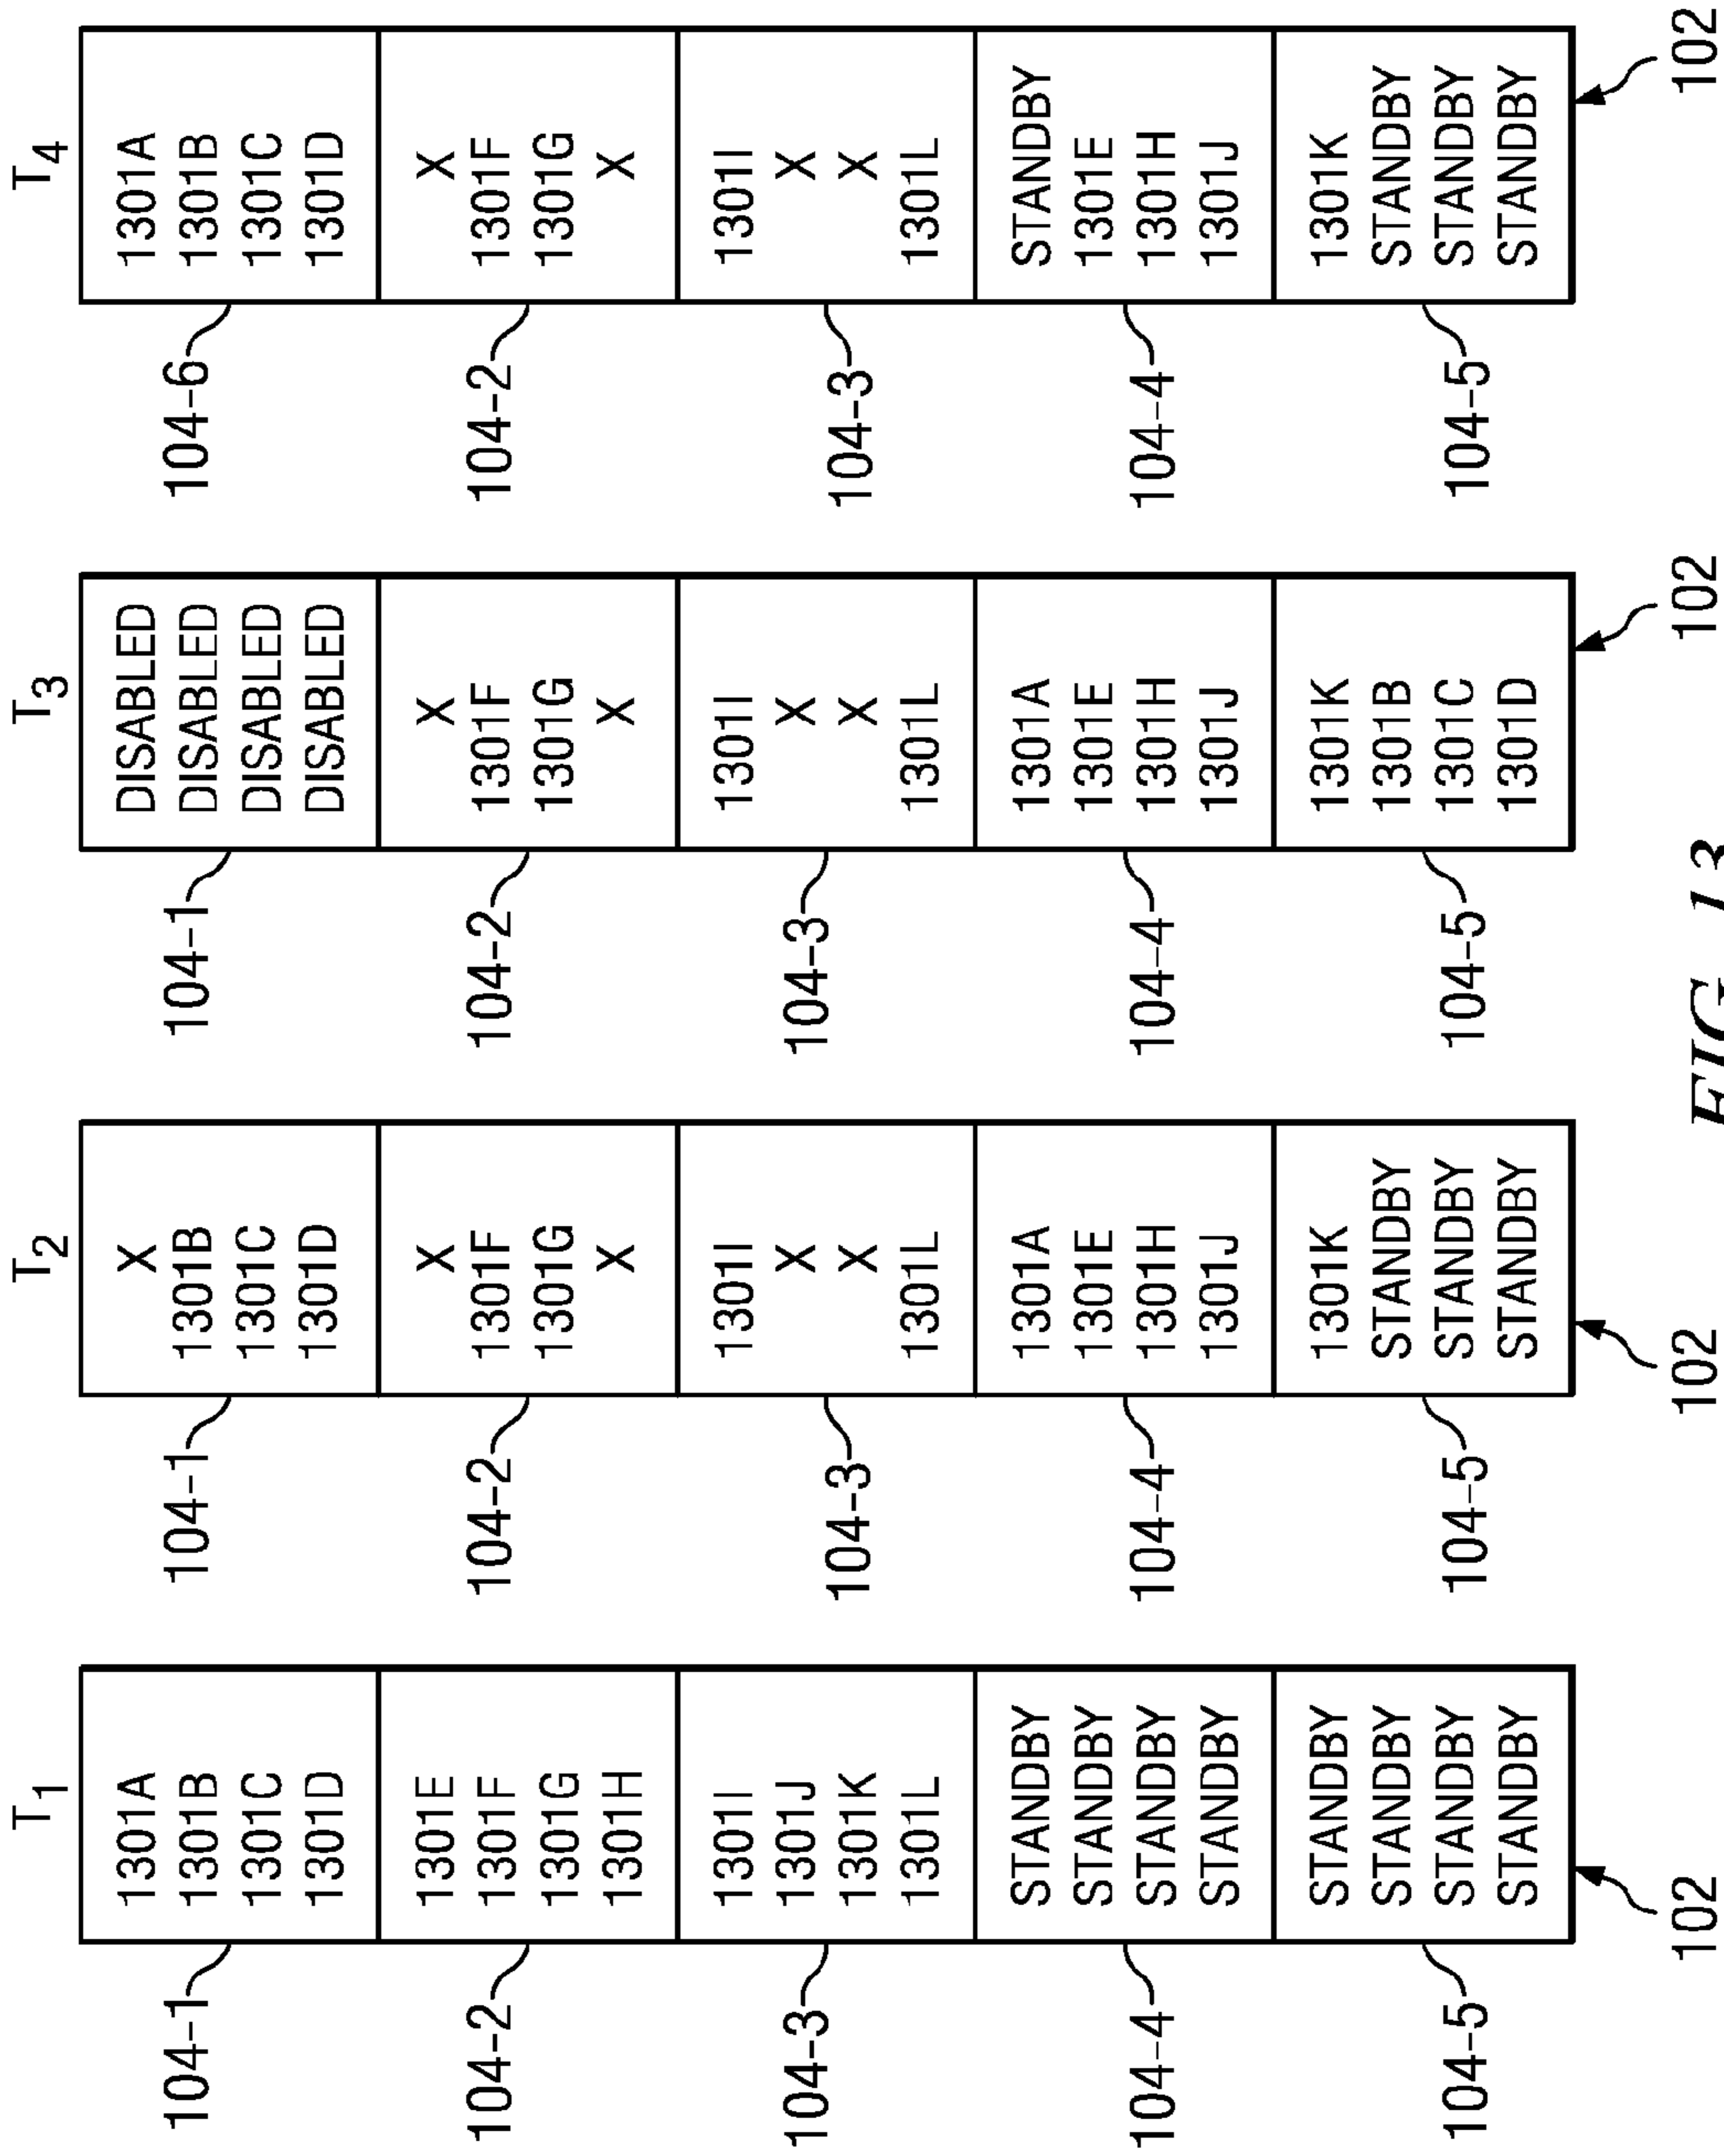 T1
104-1
1301A
1301B
1301C
1301D
104-2
1301E
1301F
1301G
1301H
104-3
1301I
1301J
1301K
1301L
104-4
STANDBY
STANDBY
STANDBY
STANDBY
104-5
STANDBY
STANDBY
STANDBY
STANDBY
102
T2
104-1
X
1301B
1301C
1301D
104-2
X
1301F
1301G
X
104-3
1301I
X
X
1301L
104-4
1301A
1301E
1301H
1301J
104-5
1301K
STANDBY
STANDBY
STANDBY
102
T3
104-1
DISABLED
DISABLED
DISABLED
DISABLED
104-2
X
1301F
1301G
X
104-3
1301I
X
X
1301L
104-4
1301A
1301E
1301H
1301J
104-5
1301K
1301B
1301C
1301D
102
T4
104-6
1301A
1301B
1301C
1301D
104-2
X
1301F
1301G
X
104-3
1301I
X
X
1301L
104-4
STANDBY
1301E
1301H
1301J
104-5
1301K
STANDBY
STANDBY
STANDBY
102
FIG. 13